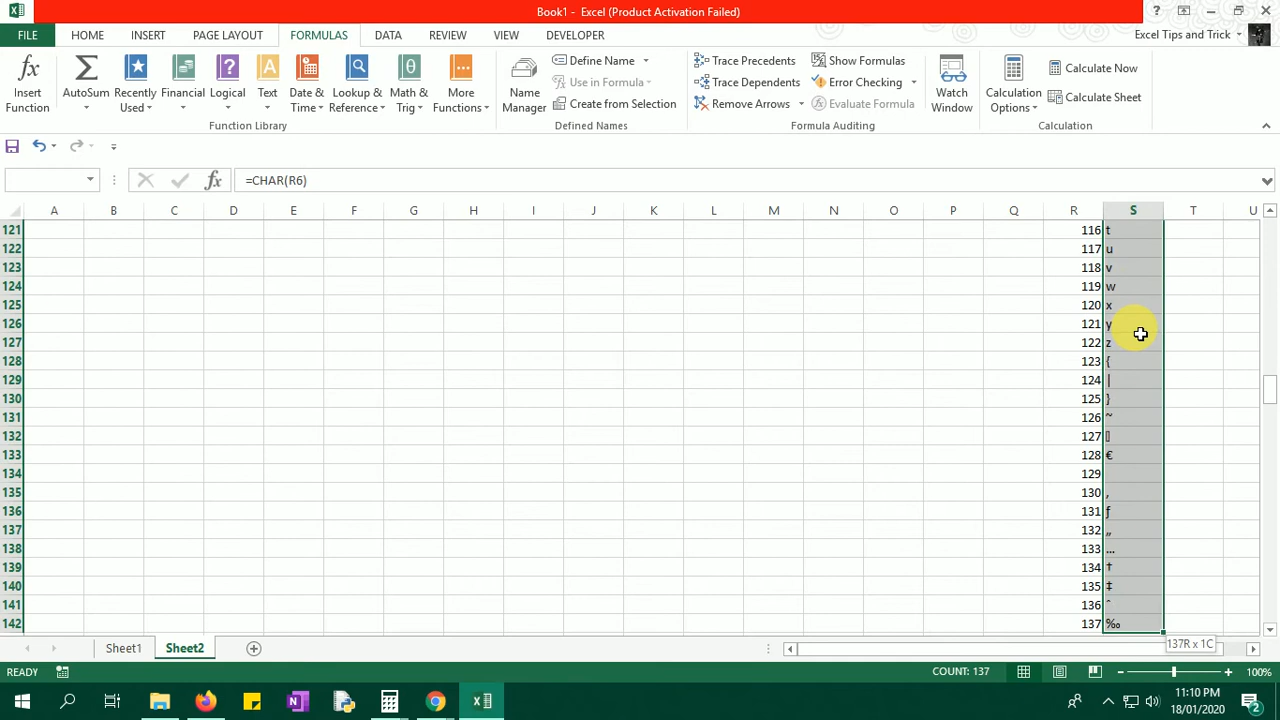 Book1 - Excel (Product Activation Failed)
?
FILE HOME INSERT PAGE LAYOUT FORMULAS DATA REVIEW VIEW DEVELOPER Excel Tips and Trick
Insert Function
AutoSum
Recently Used
Financial
Logical
Text
Date & Time
Lookup & Reference
Math & Trig
More Functions
Function Library
Name Manager
Define Name
Use in Formula
Create from Selection
Defined Names
Trace Precedents
Trace Dependents
Remove Arrows
Show Formulas
Error Checking
Evaluate Formula
Formula Auditing
Watch Window
Calculation Options
Calculate Now
Calculate Sheet
Calculation
fx =CHAR(R6)
A B C D E F G H I J K L M N O P Q R S T U
121 116 t
122 117 u
123 118 v
124 119 w
125 120 x
126 121 y
127 122 z
128 123 {
129 124 |
130 125 }
131 126 ~
132 127 
133 128 €
134 129
135 130 ‚
136 131 ƒ
137 132 „
138 133 …
139 134 †
140 135 ‡
141 136 ˆ
142 137 ‰
137R x 1C
Sheet1 Sheet2
READY COUNT: 137 100%
11:10 PM
18/01/2020
2